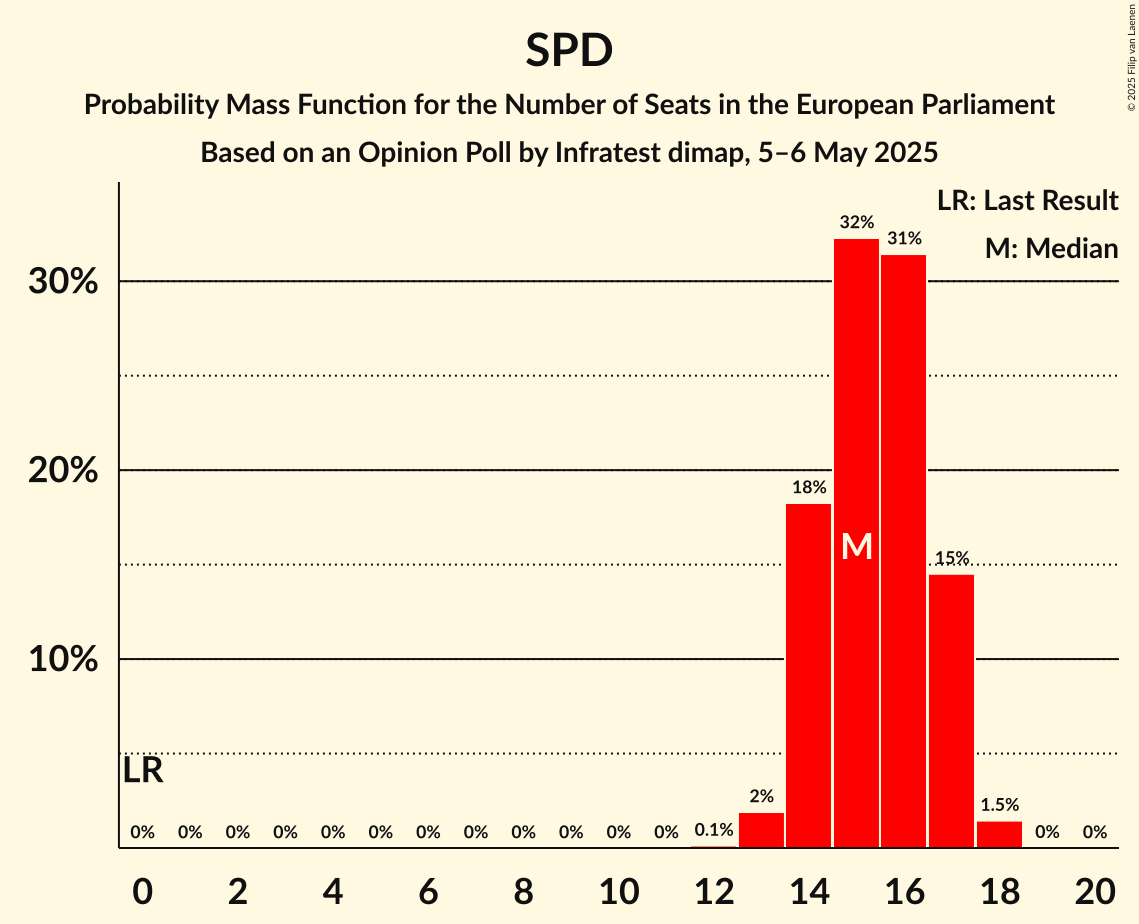 SPD
Probability Mass Function for the Number of Seats in the European Parliament
Based on an Opinion Poll by Infratest dimap, 5–6 May 2025
© 2025 Filip van Laenen
LR: Last Result
M: Median
30%
20%
10%
32%
31%
18%
M
15%
LR
2%
1.5%
0% 0% 0% 0% 0% 0% 0% 0% 0% 0% 0% 0% 0.1% 0% 0%
0 2 4 6 8 10 12 14 16 18 20